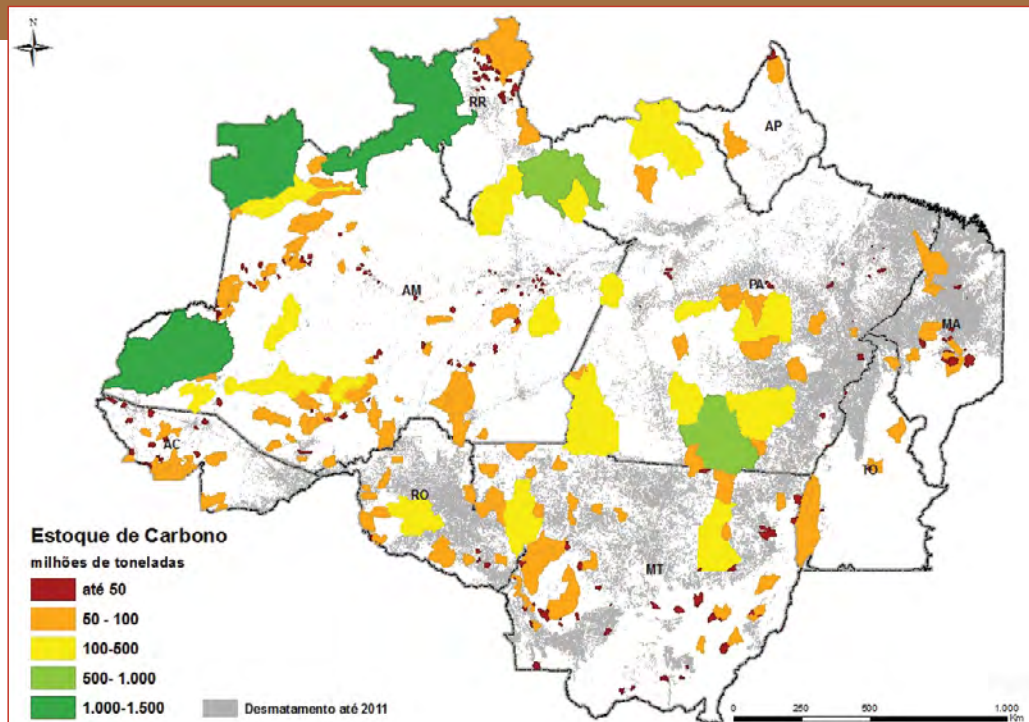 N
RR
AP
AM
PA
MA
AC
TO
RO
MT
Estoque de Carbono
milhões de toneladas
até 50
50 - 100
100-500
500- 1.000
1.000-1.500
Desmatamento até 2011
0 250 500 1.000
Km